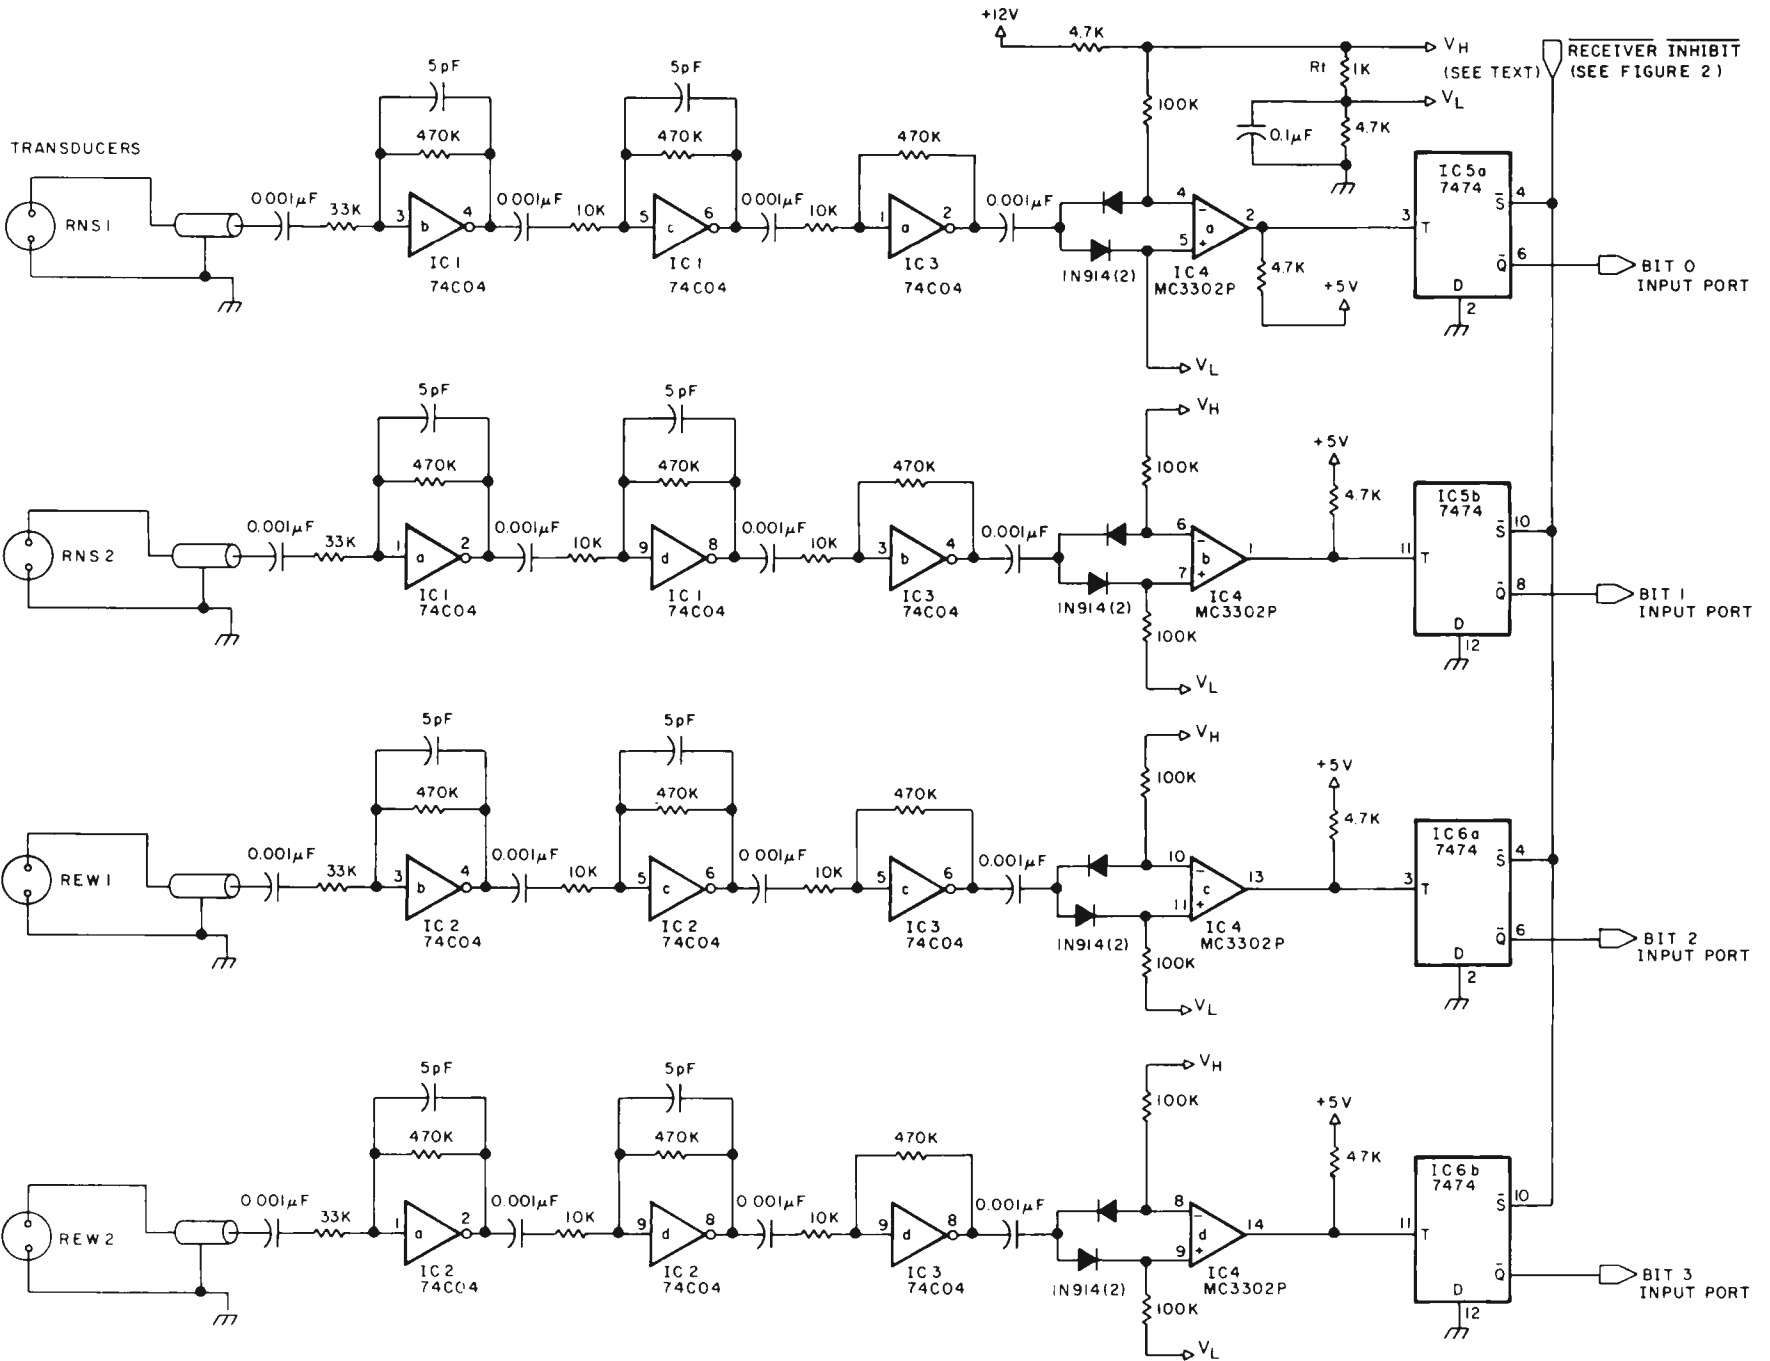 +12V
4.7K
VH
RECEIVER INHIBIT
(SEE TEXT)
(SEE FIGURE 2)
Rt
1K
VL
5pF
5pF
100K
0.1µF
4.7K
470K
470K
470K
TRANSDUCERS
IC5a
7474
0.001µF
0.001µF
0.001µF
0.001µF
S
4
RNS1
33K
3
b
4
10K
5
c
6
10K
1
a
2
4
-
5
+
a
2
3
T
IC1
74C04
IC1
74C04
IC3
74C04
1N914(2)
IC4
MC3302P
4.7K
+5V
Q
6
BIT 0
INPUT PORT
D
2
VL
5pF
5pF
VH
470K
470K
470K
100K
+5V
4.7K
IC5b
7474
0.001µF
0.001µF
0.001µF
0.001µF
S
10
RNS2
33K
1
a
2
10K
9
d
8
10K
3
b
4
6
-
7
+
b
1
11
T
IC1
74C04
IC1
74C04
IC3
74C04
1N914(2)
IC4
MC3302P
Q
8
BIT 1
INPUT PORT
100K
D
12
VL
5pF
5pF
VH
470K
470K
470K
100K
+5V
4.7K
IC6a
7474
0.001µF
0.001µF
0.001µF
0.001µF
S
4
REW1
33K
3
b
4
10K
5
c
6
10K
5
c
6
10
-
11
+
c
13
3
T
IC2
74C04
IC2
74C04
IC3
74C04
1N914(2)
IC4
MC3302P
Q
6
BIT 2
INPUT PORT
100K
D
2
VL
5pF
5pF
VH
470K
470K
470K
100K
+5V
47K
IC6b
7474
0.001µF
0.001µF
0.001µF
0.001µF
S
10
REW2
33K
1
a
2
10K
9
d
8
10K
9
d
8
8
-
9
+
d
14
11
T
IC2
74C04
IC2
74C04
IC3
74C04
1N914(2)
IC4
MC3302P
Q
BIT 3
INPUT PORT
100K
D
12
VL